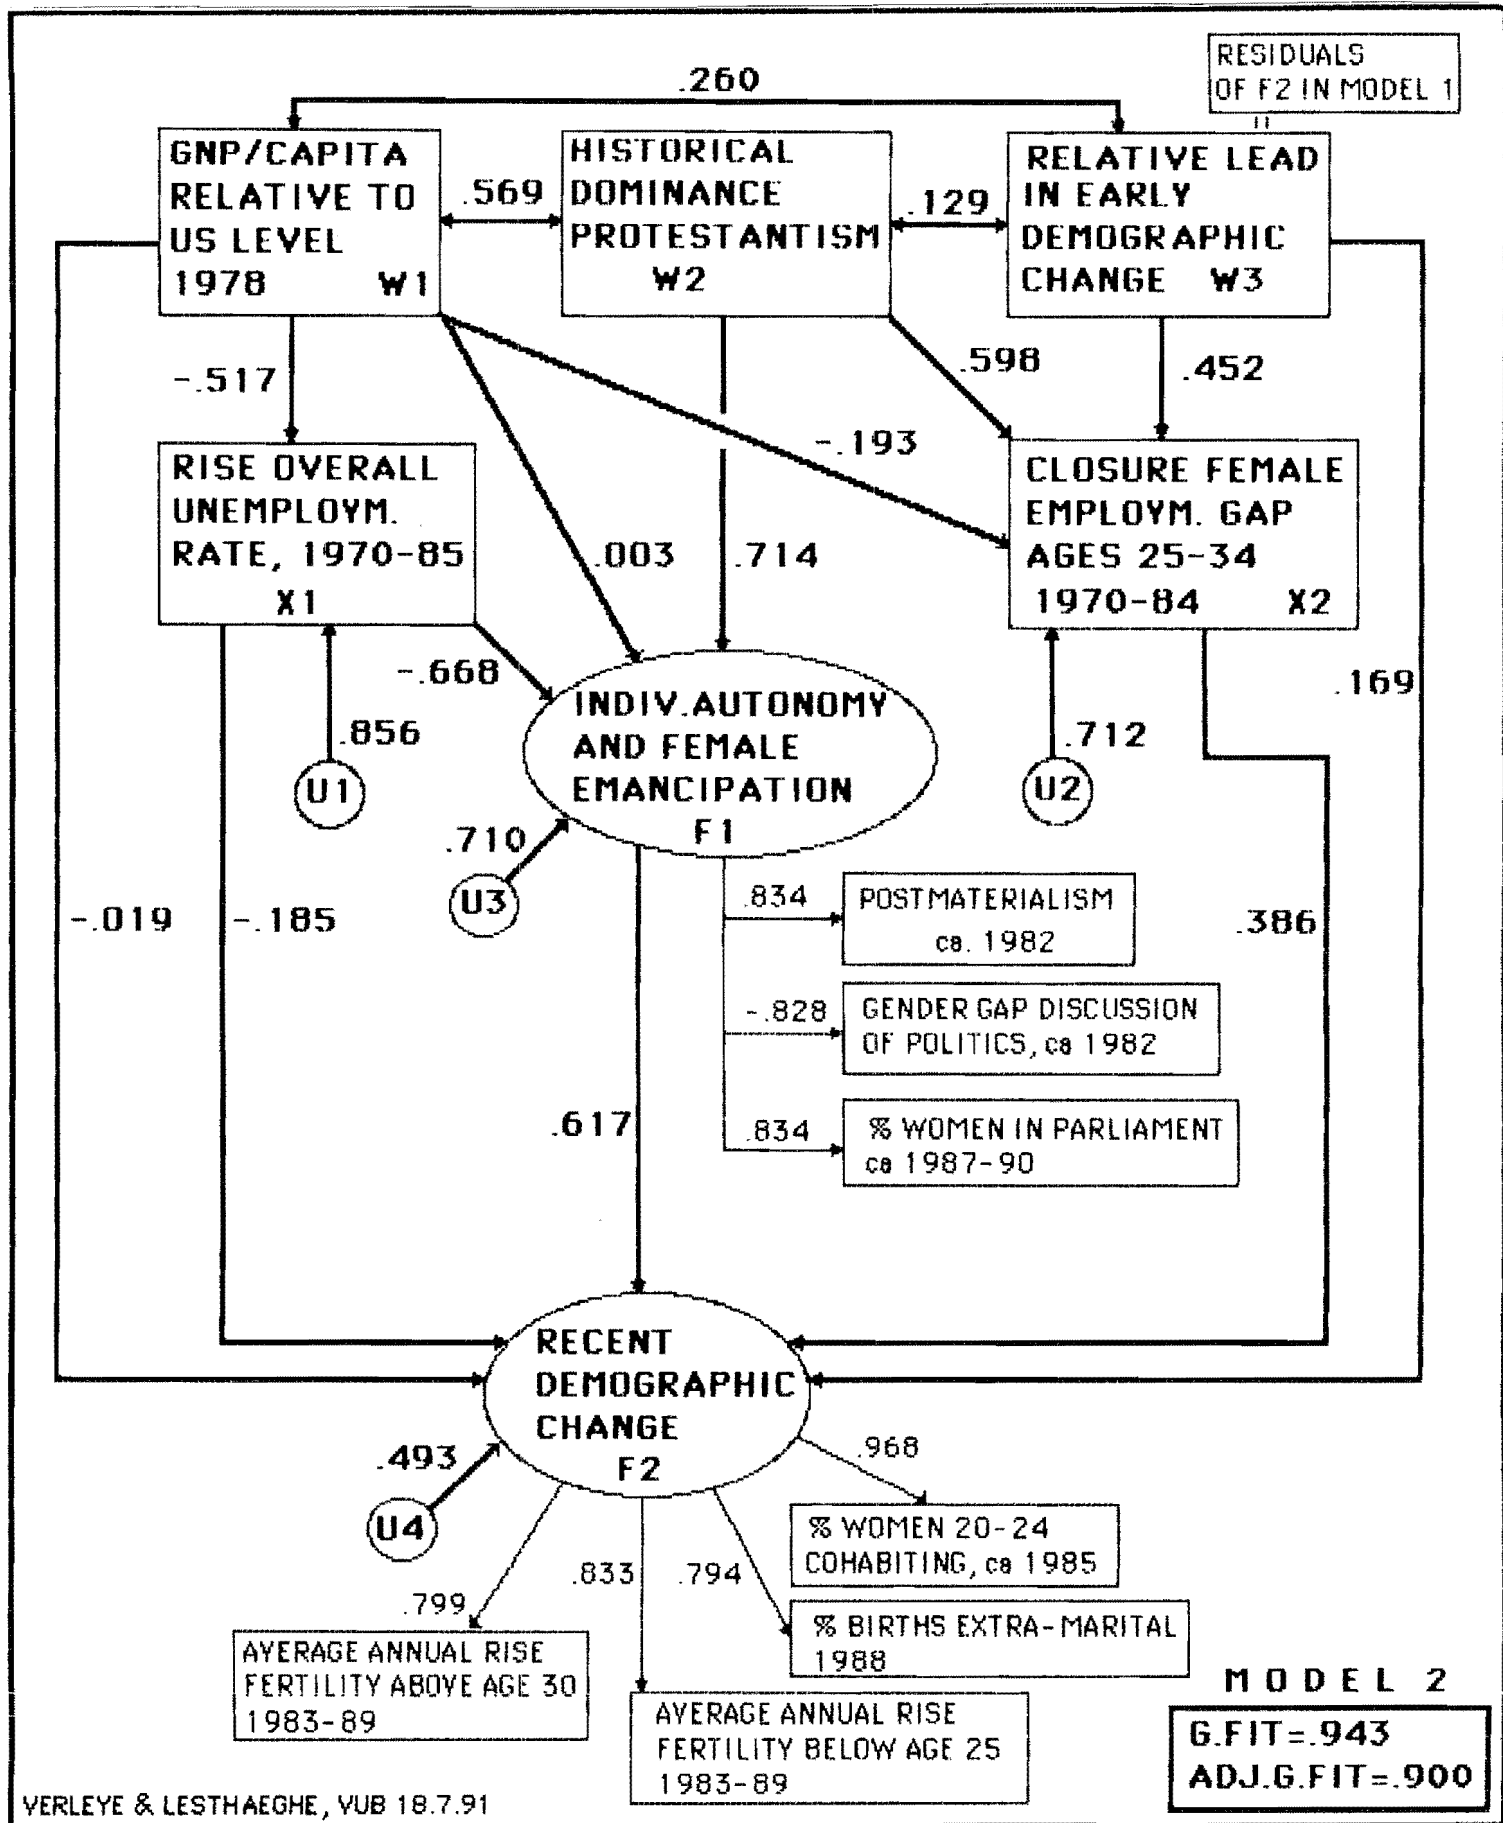 RESIDUALS
OF F2 IN MODEL 1
.260
GNP/CAPITA
RELATIVE TO
US LEVEL
1978 W1
.569
HISTORICAL
DOMINANCE
PROTESTANTISM
W2
.129
RELATIVE LEAD
IN EARLY
DEMOGRAPHIC
CHANGE W3
-.517
.598
.452
-.193
RISE OVERALL
UNEMPLOYM.
RATE, 1970-85
X1
.003
.714
CLOSURE FEMALE
EMPLOYM. GAP
AGES 25-34
1970-84 X2
-.668
.169
.856
U1
INDIV.AUTONOMY
AND FEMALE
EMANCIPATION
F1
.712
U2
.710
U3
-.019
-.185
.834
POSTMATERIALISM
ca. 1982
.386
-.828
GENDER GAP DISCUSSION
OF POLITICS, ca 1982
.617
.834
% WOMEN IN PARLIAMENT
ca 1987-90
RECENT
DEMOGRAPHIC
CHANGE
F2
.493
U4
.968
% WOMEN 20-24
COHABITING, ca 1985
.799
.833
.794
% BIRTHS EXTRA-MARITAL
1988
AVERAGE ANNUAL RISE
FERTILITY ABOVE AGE 30
1983-89
AVERAGE ANNUAL RISE
FERTILITY BELOW AGE 25
1983-89
MODEL 2
G.FIT=.943
ADJ.G.FIT=.900
VERLEYE & LESTHAEGHE, VUB 18.7.91